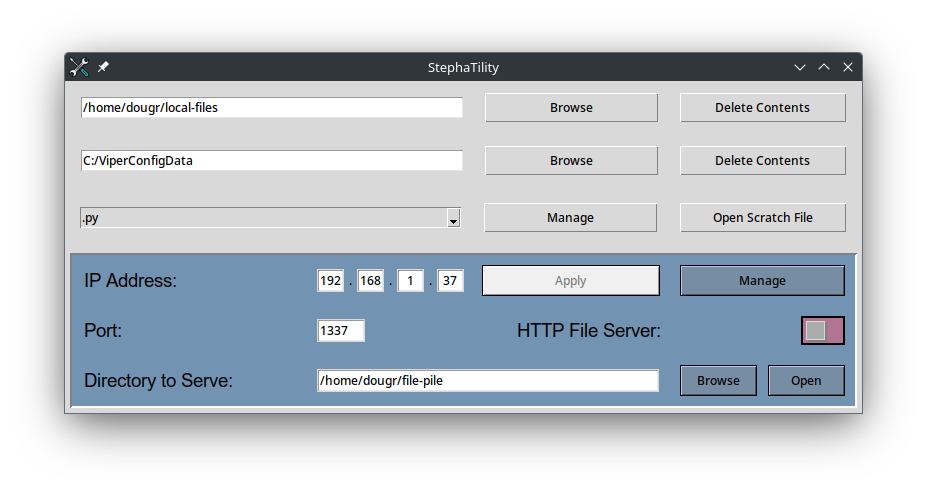 StephaTility
/home/dougr/local-files Browse Delete Contents
C:/ViperConfigData Browse Delete Contents
.py Manage Open Scratch File
IP Address: 192 . 168 . 1 . 37 Apply Manage
Port: 1337 HTTP File Server:
Directory to Serve: /home/dougr/file-pile Browse Open